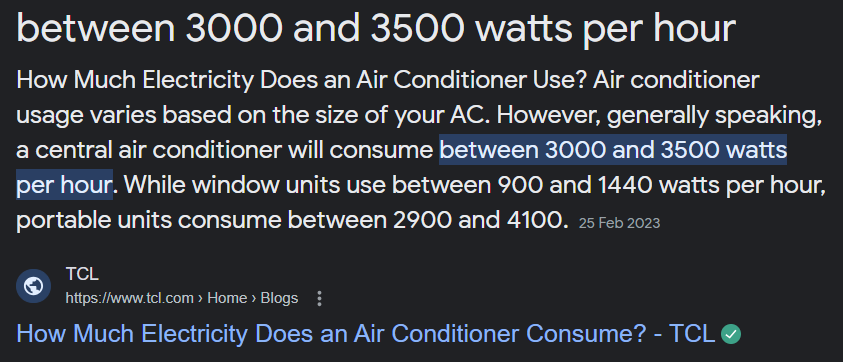 between 3000 and 3500 watts per hour
How Much Electricity Does an Air Conditioner Use? Air conditioner
usage varies based on the size of your AC. However, generally speaking,
a central air conditioner will consume between 3000 and 3500 watts
per hour. While window units use between 900 and 1440 watts per hour,
portable units consume between 2900 and 4100. 25 Feb 2023
TCL
https://www.tcl.com › Home › Blogs
How Much Electricity Does an Air Conditioner Consume? - TCL